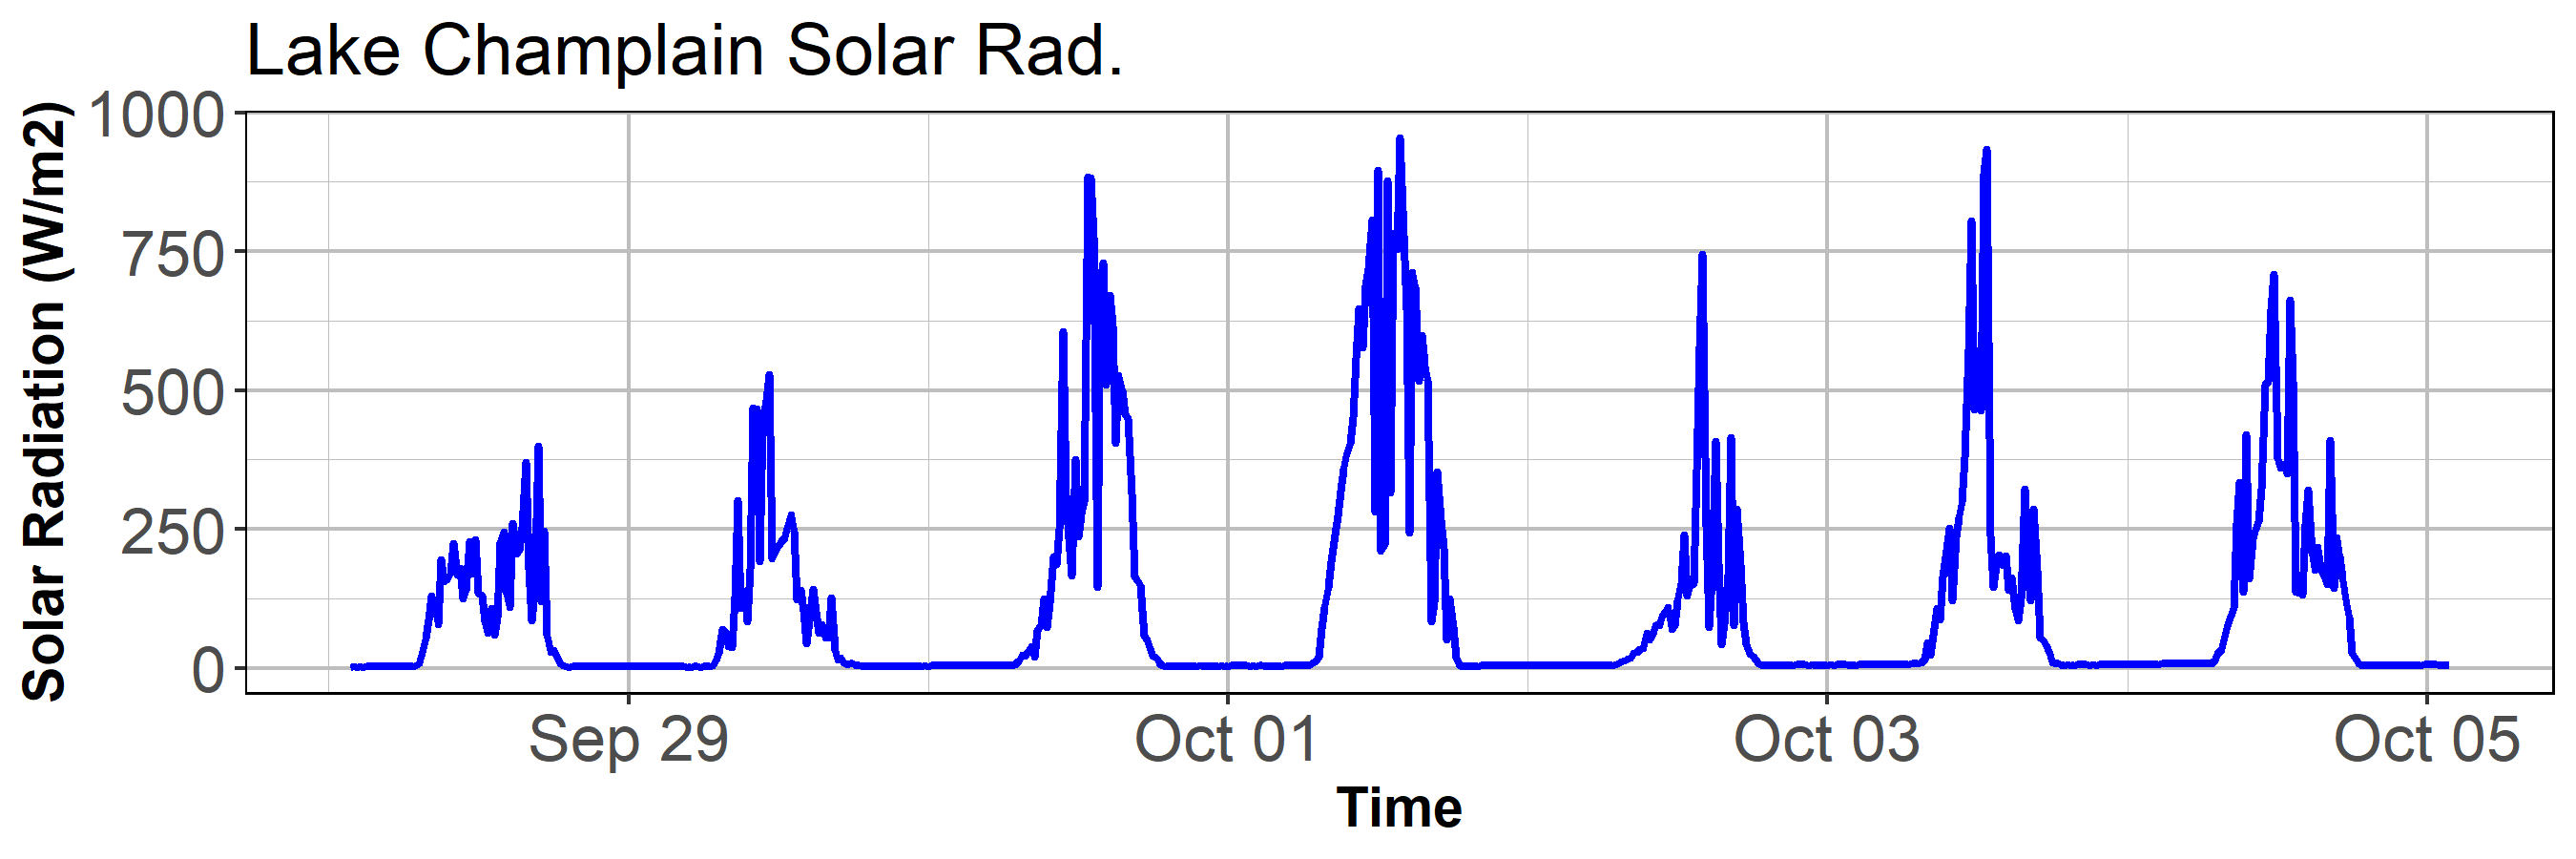 Lake Champlain Solar Rad.
Solar Radiation (W/m2)
1000
750
500
250
0
Sep 29 Oct 01 Oct 03 Oct 05
Time